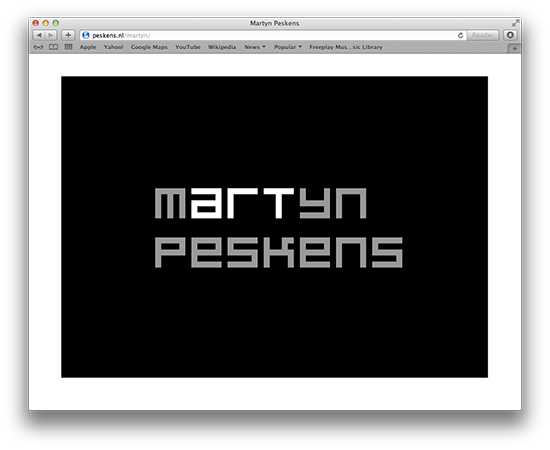 Martyn Peskens
peskens.nl/martyn/
Reader
Apple Yahoo! Google Maps YouTube Wikipedia News Popular Freeplay Mus...sic Library
martyn
peskens